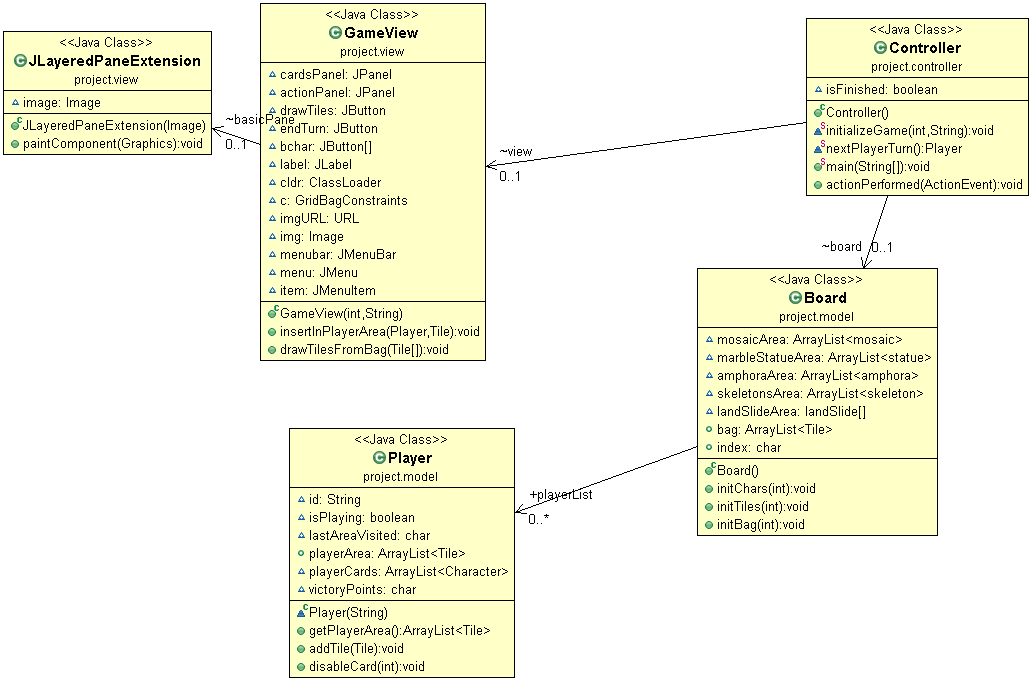 <<Java Class>>
JLayeredPaneExtension
project.view
image: Image
JLayeredPaneExtension(Image)
paintComponent(Graphics):void
~basicPane
0..1
<<Java Class>>
GameView
project.view
cardsPanel: JPanel
actionPanel: JPanel
drawTiles: JButton
endTurn: JButton
bchar: JButton[]
label: JLabel
cldr: ClassLoader
c: GridBagConstraints
imgURL: URL
img: Image
menubar: JMenuBar
menu: JMenu
item: JMenuItem
GameView(int,String)
insertInPlayerArea(Player,Tile):void
drawTilesFromBag(Tile[]):void
~view
0..1
<<Java Class>>
Controller
project.controller
isFinished: boolean
Controller()
initializeGame(int,String):void
nextPlayerTurn():Player
main(String[]):void
actionPerformed(ActionEvent):void
~board
0..1
<<Java Class>>
Board
project.model
mosaicArea: ArrayList<mosaic>
marbleStatueArea: ArrayList<statue>
amphoraArea: ArrayList<amphora>
skeletonsArea: ArrayList<skeleton>
landSlideArea: landSlide[]
bag: ArrayList<Tile>
index: char
Board()
initChars(int):void
initTiles(int):void
initBag(int):void
+playerList
0..*
<<Java Class>>
Player
project.model
id: String
isPlaying: boolean
lastAreaVisited: char
playerArea: ArrayList<Tile>
playerCards: ArrayList<Character>
victoryPoints: char
Player(String)
getPlayerArea():ArrayList<Tile>
addTile(Tile):void
disableCard(int):void